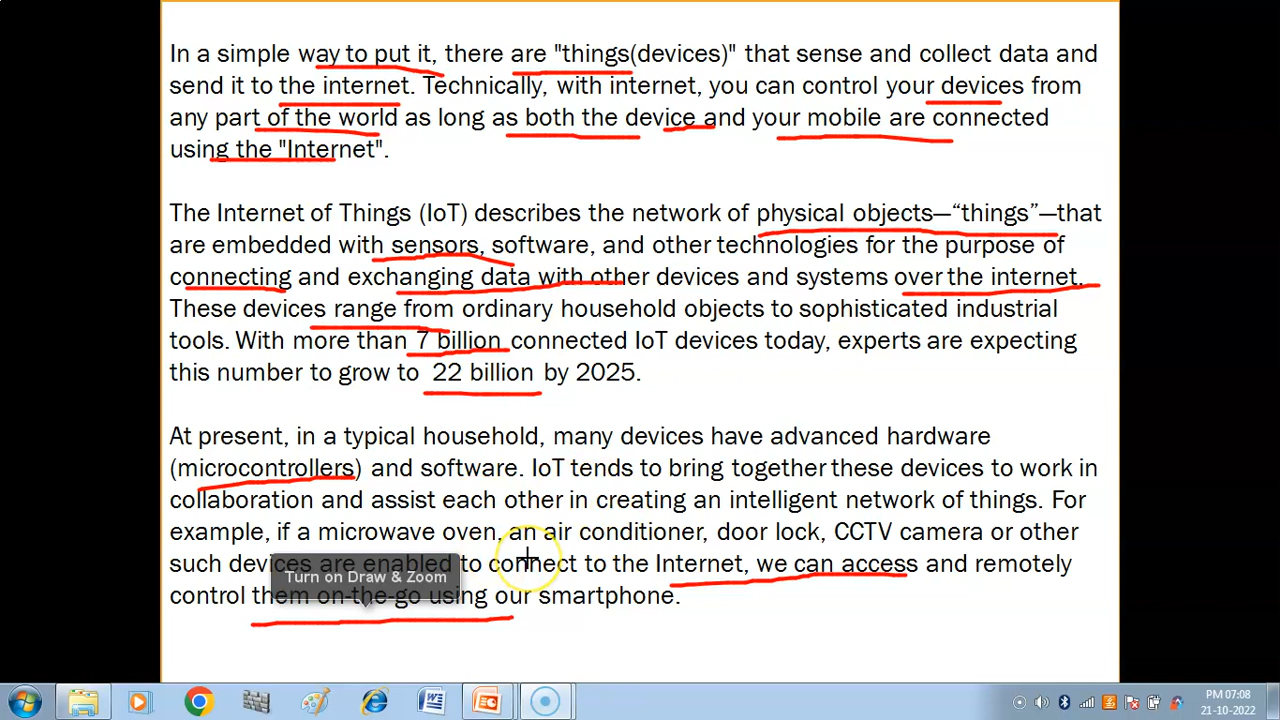 In a simple way to put it, there are "things(devices)" that sense and collect data and
send it to the internet. Technically, with internet, you can control your devices from
any part of the world as long as both the device and your mobile are connected
using the "Internet".
The Internet of Things (IoT) describes the network of physical objects—“things”—that
are embedded with sensors, software, and other technologies for the purpose of
connecting and exchanging data with other devices and systems over the internet.
These devices range from ordinary household objects to sophisticated industrial
tools. With more than 7 billion connected IoT devices today, experts are expecting
this number to grow to 22 billion by 2025.
At present, in a typical household, many devices have advanced hardware
(microcontrollers) and software. IoT tends to bring together these devices to work in
collaboration and assist each other in creating an intelligent network of things. For
example, if a microwave oven, an air conditioner, door lock, CCTV camera or other
such devices are enabled to connect to the Internet, we can access and remotely
Turn on Draw & Zoom
control them on-the-go using our smartphone.
PM 07:08
21-10-2022